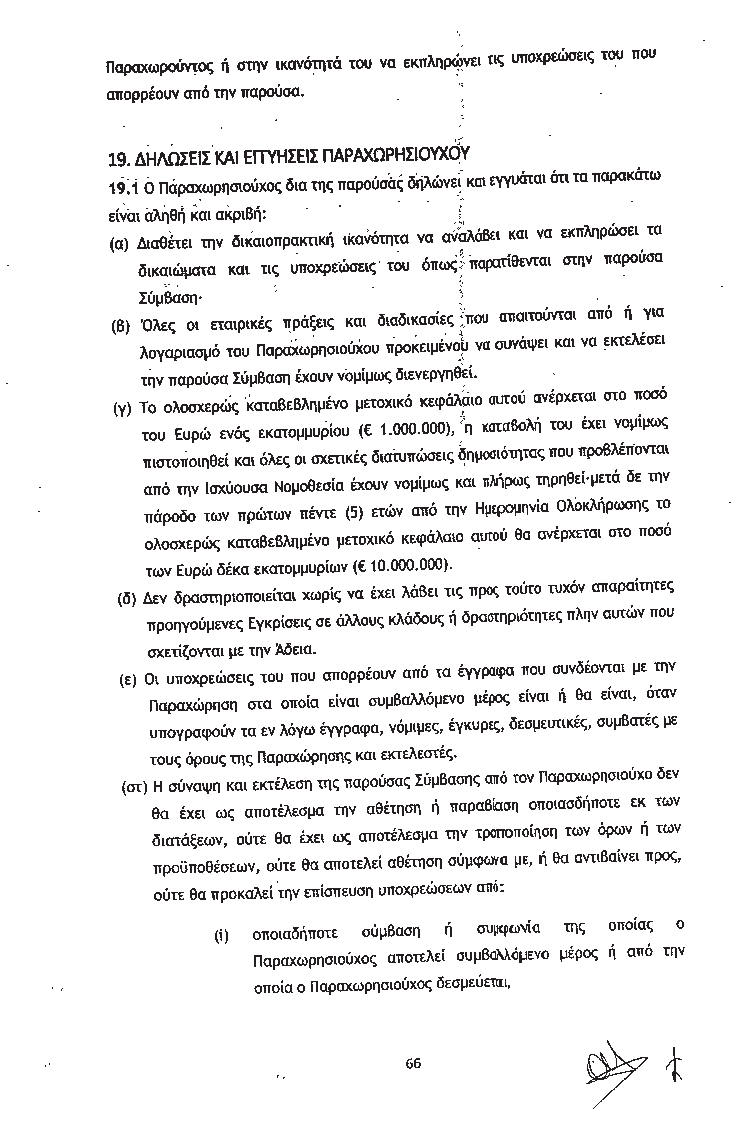 Παραχωρούντος ή στην ικανότητά του να εκπληρώνει τις υποχρεώσεις του που
απορρέουν από την παρούσα.
19. ΔΗΛΩΣΕΙΣ ΚΑΙ ΕΓΓΥΗΣΕΙΣ ΠΑΡΑΧΩΡΗΣΙΟΥΧΟΥ
19.1 Ο Παραχωρησιούχος δια της παρούσας δηλώνει και εγγυάται ότι τα παρακάτω
είναι αληθή και ακριβή:
(α) Διαθέτει την δικαιοπρακτική ικανότητα να αναλάβει και να εκπληρώσει τα
δικαιώματα και τις υποχρεώσεις του όπως παρατίθενται στην παρούσα
Σύμβαση·
(β) Όλες οι εταιρικές πράξεις και διαδικασίες που απαιτούνται από ή για
λογαριασμό του Παραχωρησιούχου προκειμένου να συνάψει και να εκτελέσει
την παρούσα Σύμβαση έχουν νομίμως διενεργηθεί.
(γ) Το ολοσχερώς καταβεβλημένο μετοχικό κεφάλαιο αυτού ανέρχεται στο ποσό
του Ευρώ ενός εκατομμυρίου (€ 1.000.000), η καταβολή του έχει νομίμως
πιστοποιηθεί και όλες οι σχετικές διατυπώσεις δημοσιότητας που προβλέπονται
από την Ισχύουσα Νομοθεσία έχουν νομίμως και πλήρως τηρηθεί·μετά δε την
πάροδο των πρώτων πέντε (5) ετών από την Ημερομηνία Ολοκλήρωσης το
ολοσχερώς καταβεβλημένο μετοχικό κεφάλαιο αυτού θα ανέρχεται στο ποσό
των Ευρώ δέκα εκατομμυρίων (€ 10.000.000).
(δ) Δεν δραστηριοποιείται χωρίς να έχει λάβει τις προς τούτο τυχόν απαραίτητες
προηγούμενες Εγκρίσεις σε άλλους κλάδους ή δραστηριότητες πλην αυτών που
σχετίζονται με την Άδεια.
(ε) Οι υποχρεώσεις του που απορρέουν από τα έγγραφα που συνδέονται με την
Παραχώρηση στα οποία είναι συμβαλλόμενο μέρος είναι ή θα είναι, όταν
υπογραφούν τα εν λόγω έγγραφα, νόμιμες, έγκυρες, δεσμευτικές, συμβατές με
τους όρους της Παραχώρησης και εκτελεστές.
(στ) Η σύναψη και εκτέλεση της παρούσας Σύμβασης από τον Παραχωρησιούχο δεν
θα έχει ως αποτέλεσμα την αθέτηση ή παραβίαση οποιασδήποτε εκ των
διατάξεων, ούτε θα έχει ως αποτέλεσμα την τροποποίηση των όρων ή των
προϋποθέσεων, ούτε θα αποτελεί αθέτηση σύμφωνα με, ή θα αντιβαίνει προς,
ούτε θα προκαλεί την επίσπευση υποχρεώσεων από:
(i) οποιαδήποτε σύμβαση ή συμφωνία της οποίας ο
Παραχωρησιούχος αποτελεί συμβαλλόμενο μέρος ή από την
οποία ο Παραχωρησιούχος δεσμεύεται,
66